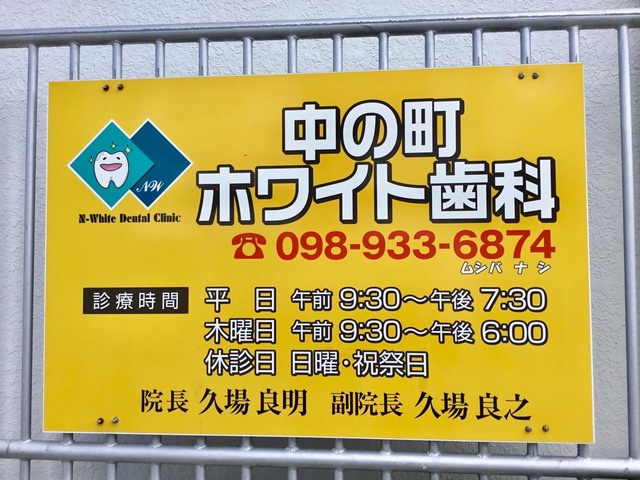 中の町
ホワイト歯科
NW
N-White Dental Clinic
☎098-933-6874
ムシバナシ
診療時間 平日 午前9:30～午後7:30
木曜日 午前9:30～午後6:00
休診日 日曜・祝祭日
院長 久場良明 副院長 久場良之